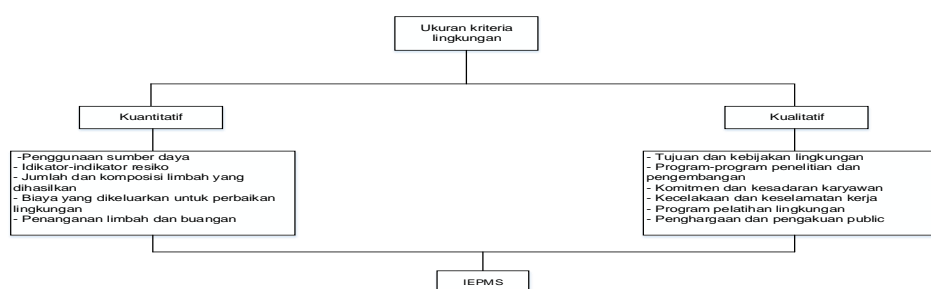 Ukuran kriteria
lingkungan
Kuantitatif
Kualitatif
-Penggunaan sumber daya
- Idikator-indikator resiko
- Jumlah dan komposisi limbah yang
dihasilkan
- Biaya yang dikeluarkan untuk perbaikan
lingkungan
- Penanganan limbah dan buangan
- Tujuan dan kebijakan lingkungan
- Program-program penelitian dan
pengembangan
- Komitmen dan kesadaran karyawan
- Kecelakaan dan keselamatan kerja
- Program pelatihan lingkungan
- Penghargaan dan pengakuan public
IEPMS